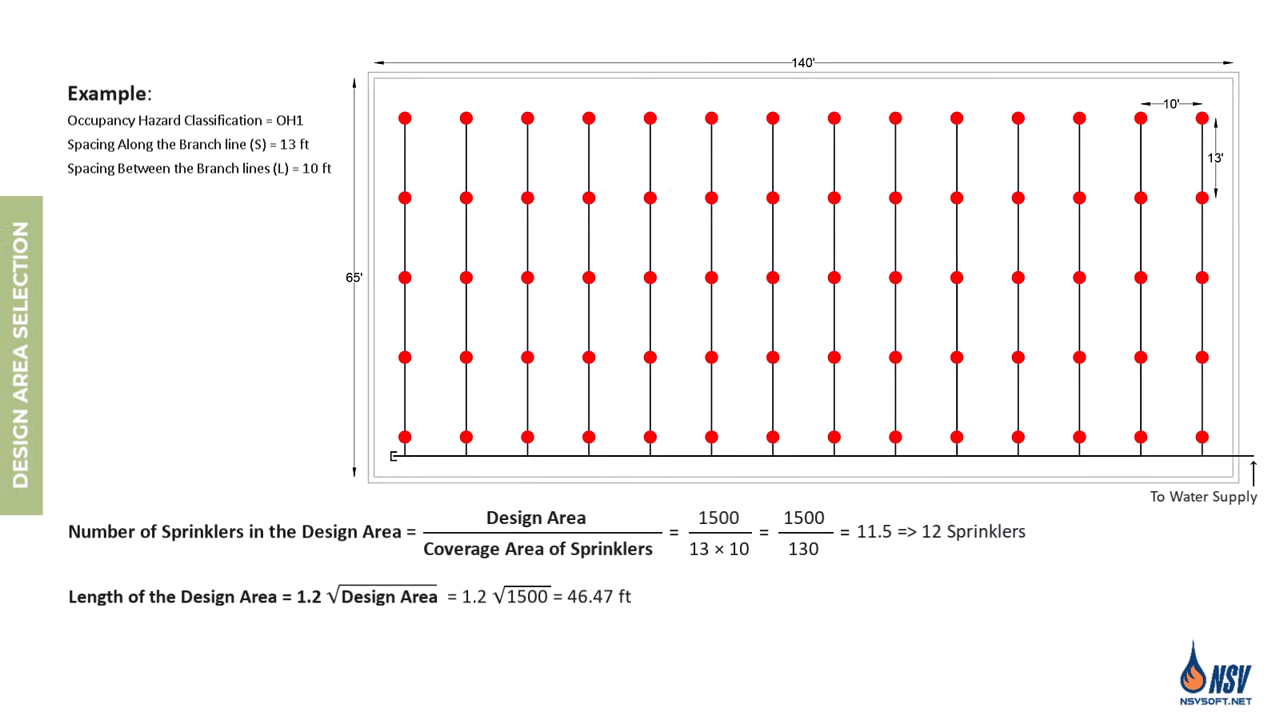 140'
Example:
Occupancy Hazard Classification = OH1
Spacing Along the Branch line (S) = 13 ft
Spacing Between the Branch lines (L) = 10 ft
10'
13'
65'
DESIGN AREA SELECTION
To Water Supply
Number of Sprinklers in the Design Area = Design Area / Coverage Area of Sprinklers = 1500 / 13 × 10 = 1500 / 130 = 11.5 => 12 Sprinklers
Length of the Design Area = 1.2 √Design Area = 1.2 √1500 = 46.47 ft
NSV
NSVSOFT.NET